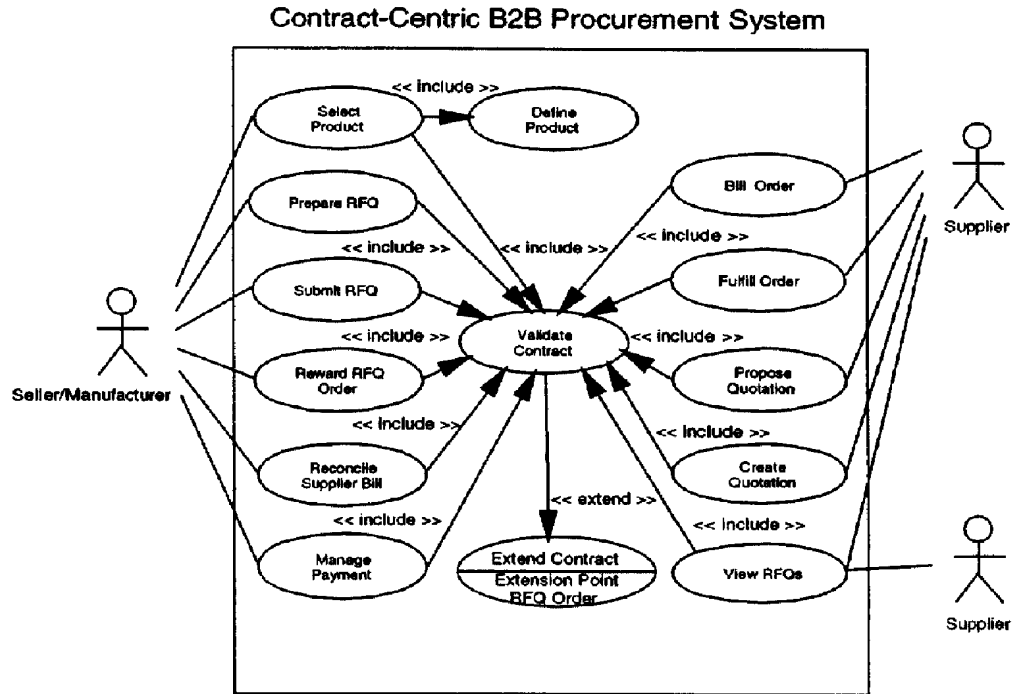 Contract-Centric B2B Procurement System
<< include >>
Select
Product
Define
Product
Bill Order
Supplier
Prepare RFQ
<< include >>
<< include >>
<< include >>
Submit RFQ
Fulfill Order
Validate
Contract
<< include >>
<< include >>
Seller/Manufacturer
Reward RFQ
Order
Propose
Quotation
<< include >>
<< include >>
Reconcile
Supplier Bill
Create
Quotation
<< extend >>
<< include >>
<< include >>
Manage
Payment
Extend Contract
Extension Point
RFQ Order
View RFQs
Supplier